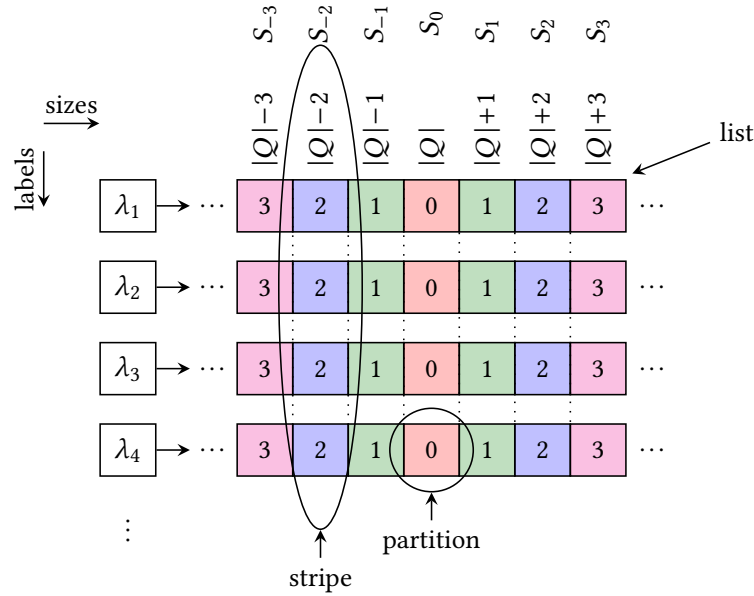 S₋₃ S₋₂ S₋₁ S₀ S₁ S₂ S₃
sizes
|Q|−3 |Q|−2 |Q|−1 |Q| |Q|+1 |Q|+2 |Q|+3
list
labels
λ₁ ⋯ 3 2 1 0 1 2 3 ⋯
λ₂ ⋯ 3 2 1 0 1 2 3 ⋯
λ₃ ⋯ 3 2 1 0 1 2 3 ⋯
λ₄ ⋯ 3 2 1 0 1 2 3 ⋯
⋮
partition
stripe